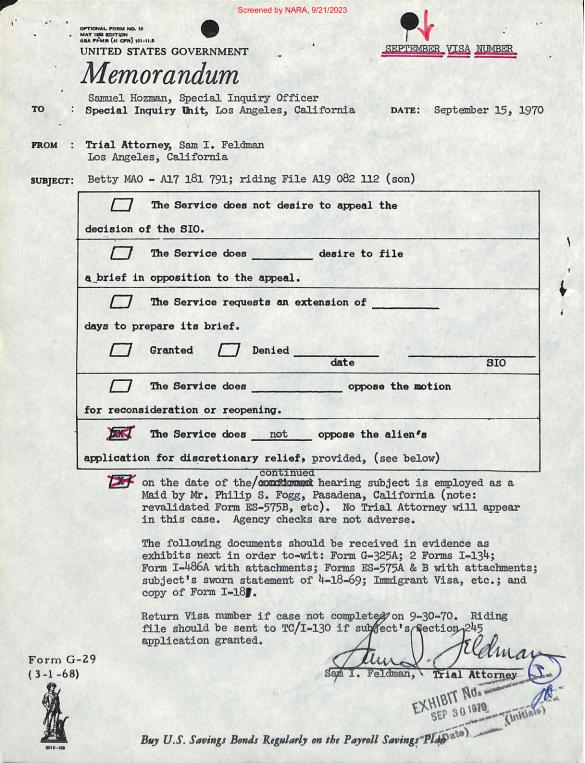 Screened by NARA, 9/21/2023
OPTIONAL FORM NO. 10
MAY 1962 EDITION
GSA FPMR (41 CFR) 101-11.6
UNITED STATES GOVERNMENT
SEPTEMBER VISA NUMBER
Memorandum
Samuel Hozman, Special Inquiry Officer
TO : Special Inquiry Unit, Los Angeles, California DATE: September 15, 1970
FROM : Trial Attorney, Sam I. Feldman
Los Angeles, California
SUBJECT: Betty MAO - A17 181 791; riding File A19 082 112 (son)
The Service does not desire to appeal the
decision of the SIO.
The Service does ________ desire to file
a brief in opposition to the appeal.
The Service requests an extension of ________
days to prepare its brief.
Granted Denied ________ ________
date SIO
The Service does ________ oppose the motion
for reconsideration or reopening.
The Service does not oppose the alien's
application for discretionary relief, provided, (see below)
continued
on the date of the/ hearing subject is employed as a
Maid by Mr. Philip S. Fogg, Pasadena, California (note:
revalidated Form ES-575B, etc). No Trial Attorney will appear
in this case. Agency checks are not adverse.
The following documents should be received in evidence as
exhibits next in order to-wit: Form G-325A; 2 Forms I-134;
Form I-486A with attachments; Forms ES-575A & B with attachments;
subject's sworn statement of 4-18-69; Immigrant Visa, etc.; and
copy of Form I-18.
Return Visa number if case not completed on 9-30-70. Riding
file should be sent to TC/I-130 if subject's Section 245
application granted.
Sam I. Feldman
Form G-29
(3-1-68)
Sam I. Feldman, Trial Attorney
EXHIBIT No. 5
SEP 30 1970
(Date) (Initials)
5010-108
Buy U.S. Savings Bonds Regularly on the Payroll Savings Plan